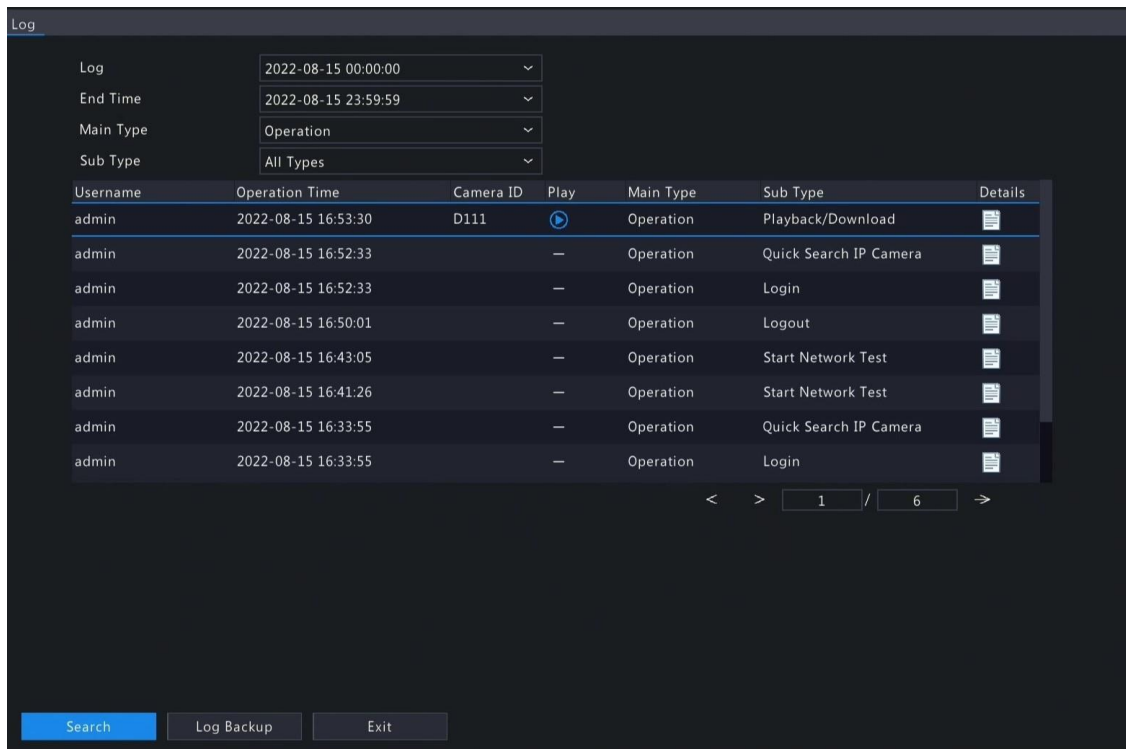 Log
Log 2022-08-15 00:00:00
End Time 2022-08-15 23:59:59
Main Type Operation
Sub Type All Types
Username Operation Time Camera ID Play Main Type Sub Type Details
admin 2022-08-15 16:53:30 D111 Operation Playback/Download
admin 2022-08-15 16:52:33 — Operation Quick Search IP Camera
admin 2022-08-15 16:52:33 — Operation Login
admin 2022-08-15 16:50:01 — Operation Logout
admin 2022-08-15 16:43:05 — Operation Start Network Test
admin 2022-08-15 16:41:26 — Operation Start Network Test
admin 2022-08-15 16:33:55 — Operation Quick Search IP Camera
admin 2022-08-15 16:33:55 — Operation Login
< > 1 / 6 →
Search Log Backup Exit